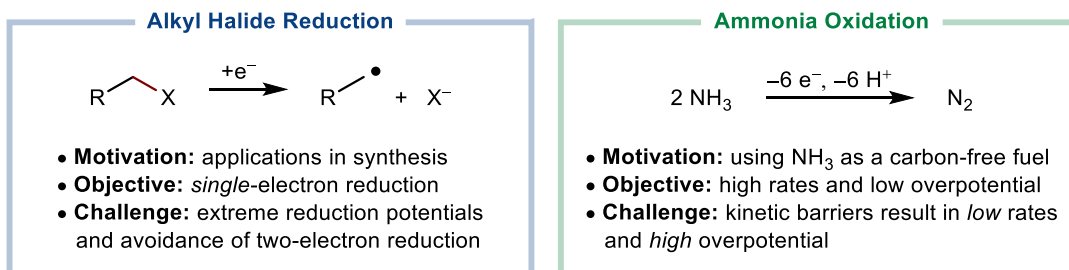 Alkyl Halide Reduction
R X +e⁻ R • + X⁻
• Motivation: applications in synthesis
• Objective: single-electron reduction
• Challenge: extreme reduction potentials
and avoidance of two-electron reduction
Ammonia Oxidation
2 NH₃ –6 e⁻, –6 H⁺ N₂
• Motivation: using NH₃ as a carbon-free fuel
• Objective: high rates and low overpotential
• Challenge: kinetic barriers result in low rates
and high overpotential